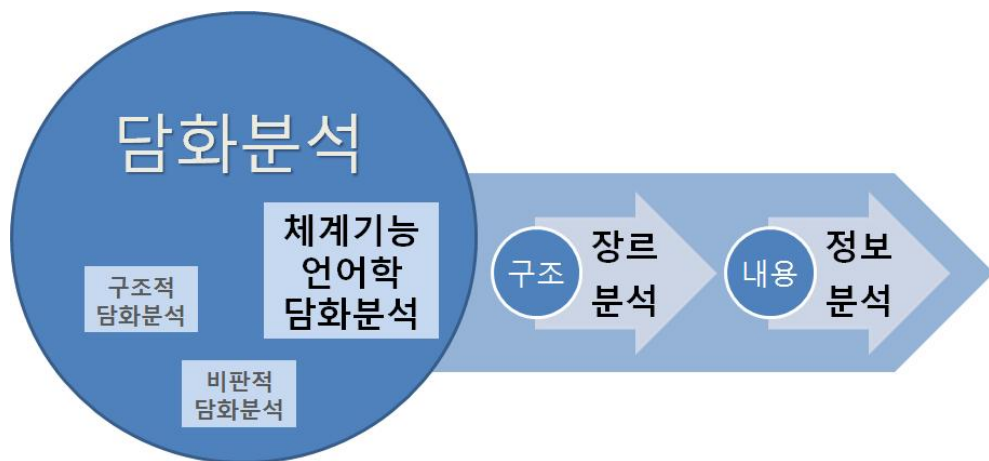 담화분석
체계기능
언어학
담화분석
구조적
담화분석
비판적
담화분석
구조
장르
분석
내용
정보
분석